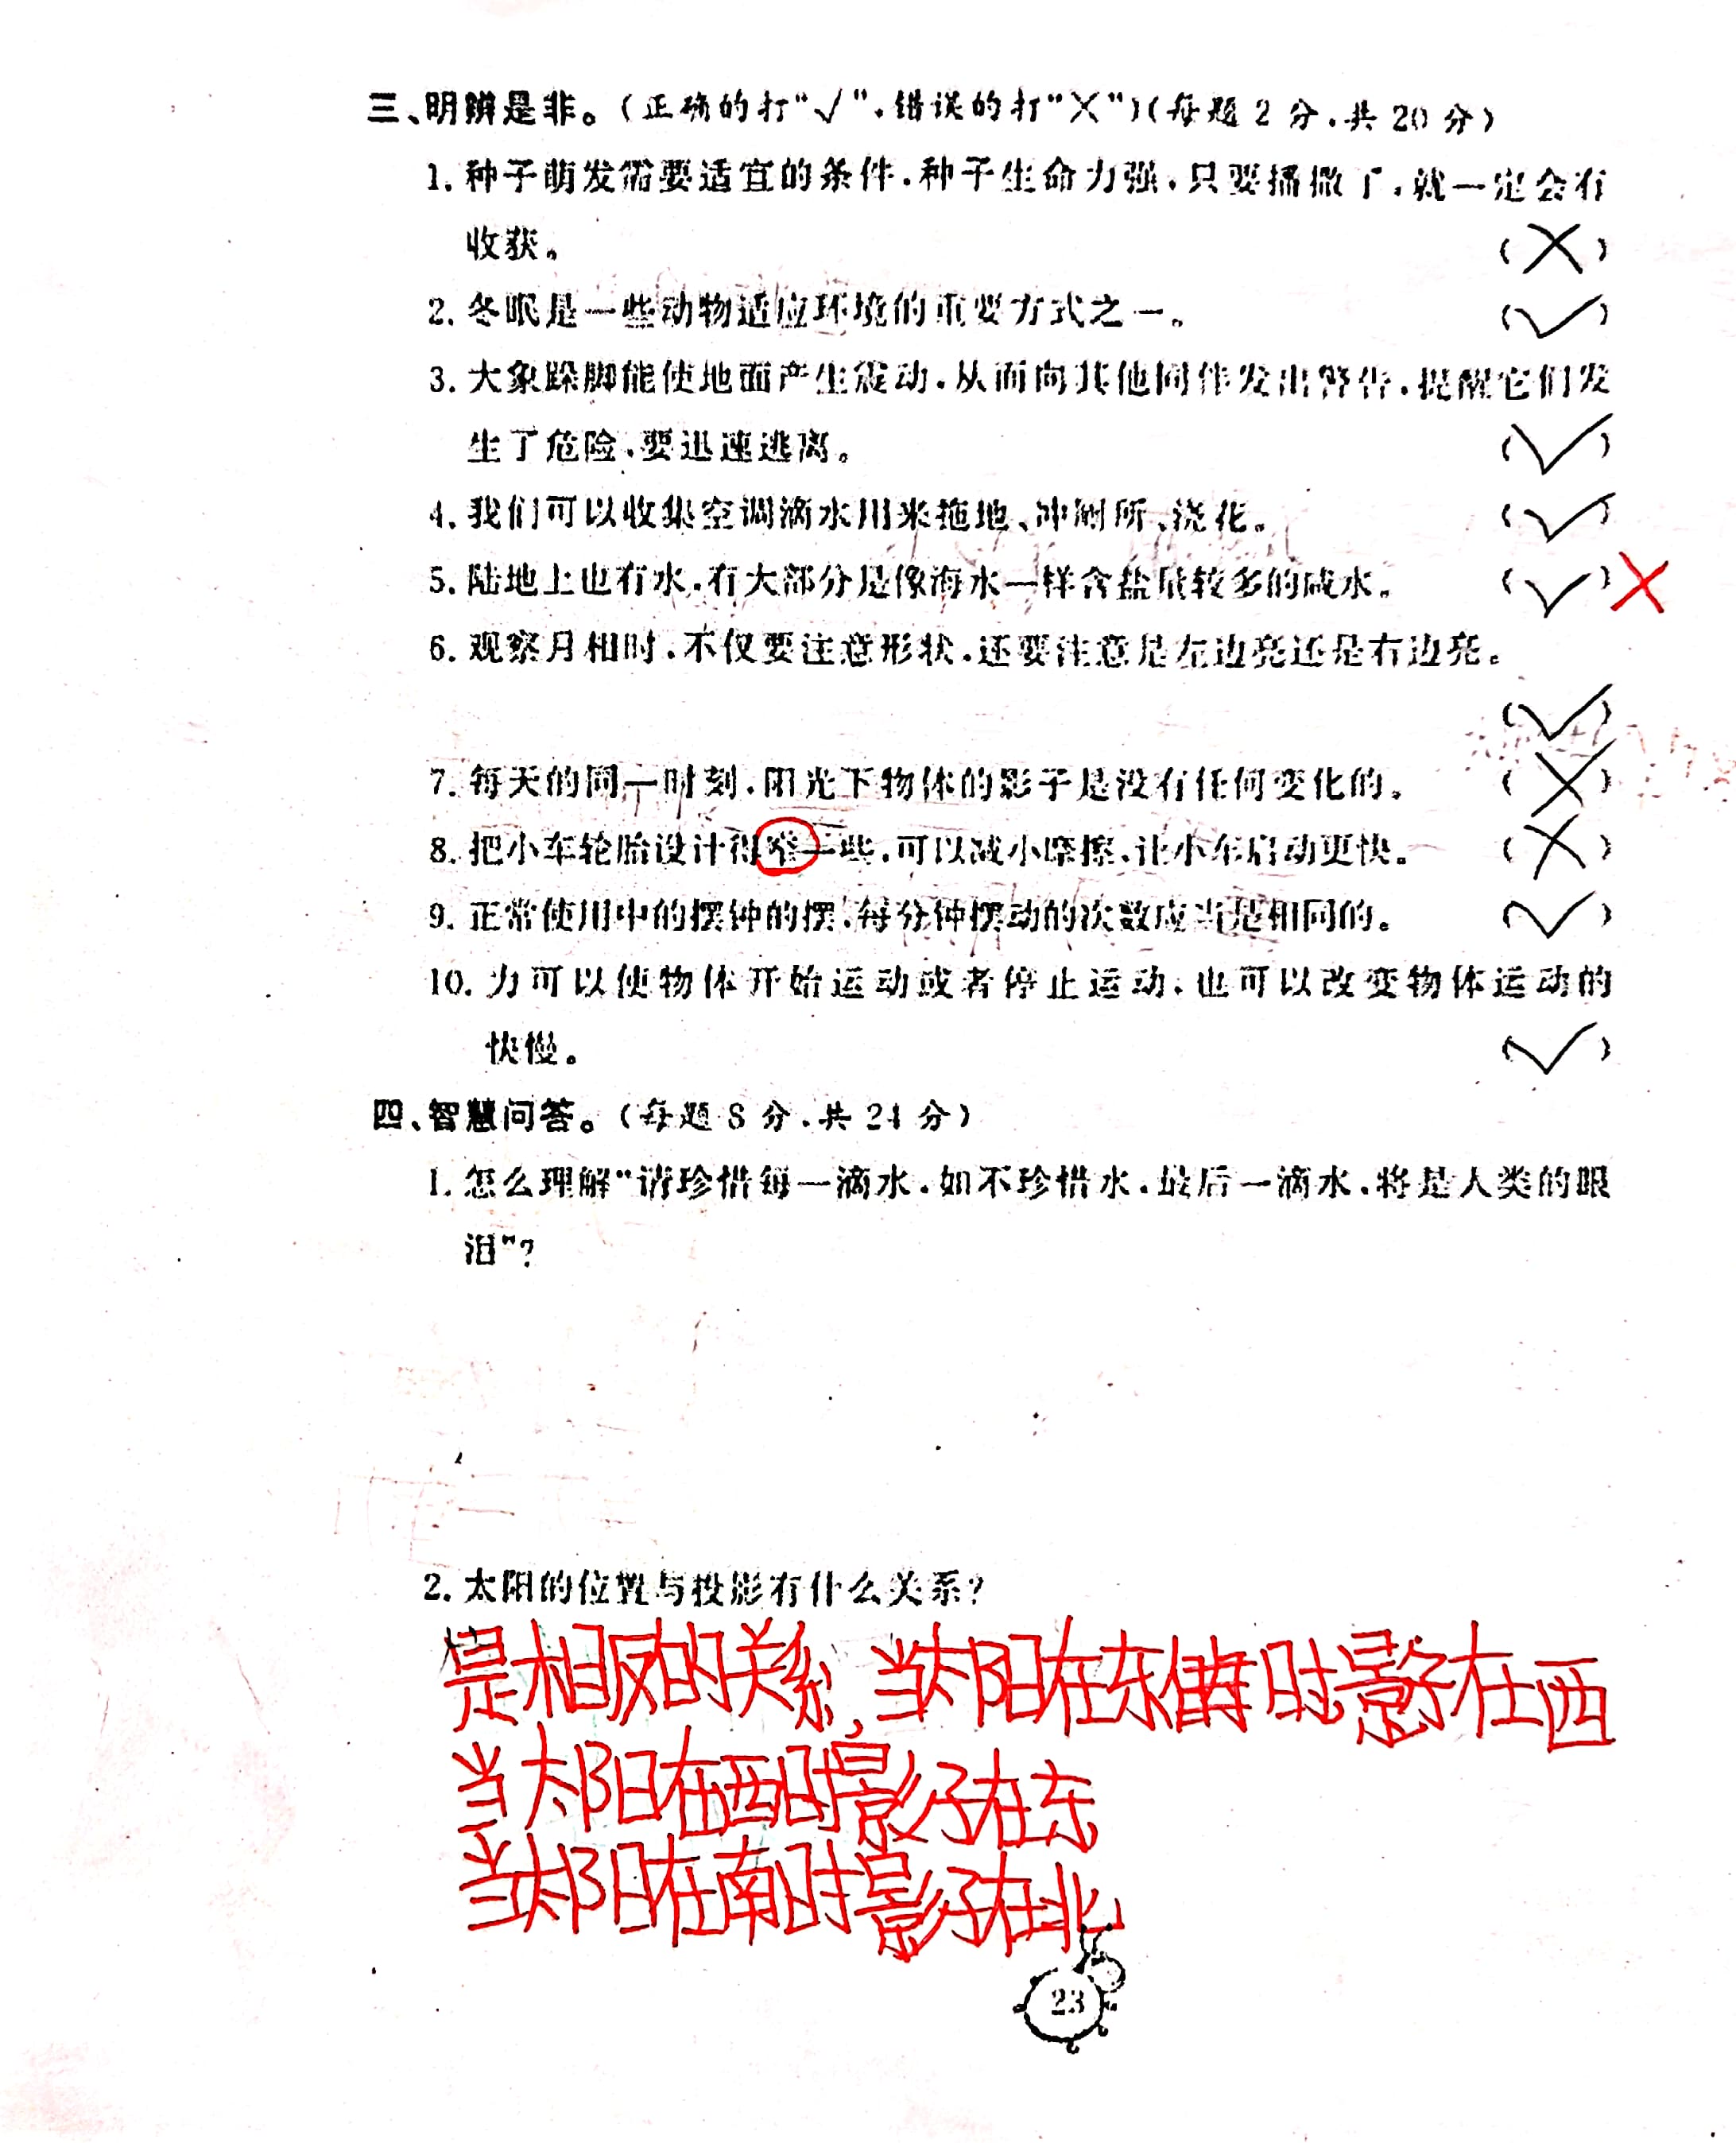 三、明辨是非。(正确的打“√”,错误的打“×”)(每题 2 分,共 20 分)
1. 种子萌发需要适宜的条件,种子生命力强,只要播撒了,就一定会有
收获。 (×)
2. 冬眠是一些动物适应环境的重要方式之一。 (√)
3. 大象跺脚能使地面产生震动,从而向其他同伴发出警告,提醒它们发
生了危险,要迅速逃离。 (√)
4. 我们可以收集空调滴水用来拖地、冲厕所、浇花。 (√)
5. 陆地上也有水,有大部分是像海水一样含盐量较多的咸水。 (√)×
6. 观察月相时,不仅要注意形状,还要注意是左边亮还是右边亮。
(√)
7. 每天的同一时刻,阳光下物体的影子是没有任何变化的。 (×)
8. 把小车轮胎设计得窄一些,可以减小摩擦,让小车启动更快。 (×)
9. 正常使用中的摆钟的摆,每分钟摆动的次数应当是相同的。 (√)
10. 力可以使物体开始运动或者停止运动,也可以改变物体运动的
快慢。 (√)
四、智慧问答。(每题 8 分,共 24 分)
1. 怎么理解“请珍惜每一滴水,如不珍惜水,最后一滴水,将是人类的眼
泪”?
2. 太阳的位置与投影有什么关系?
是相反的关系,当太阳在东时影子在西
当太阳在西时影子在东
当太阳在南时影子在北
23